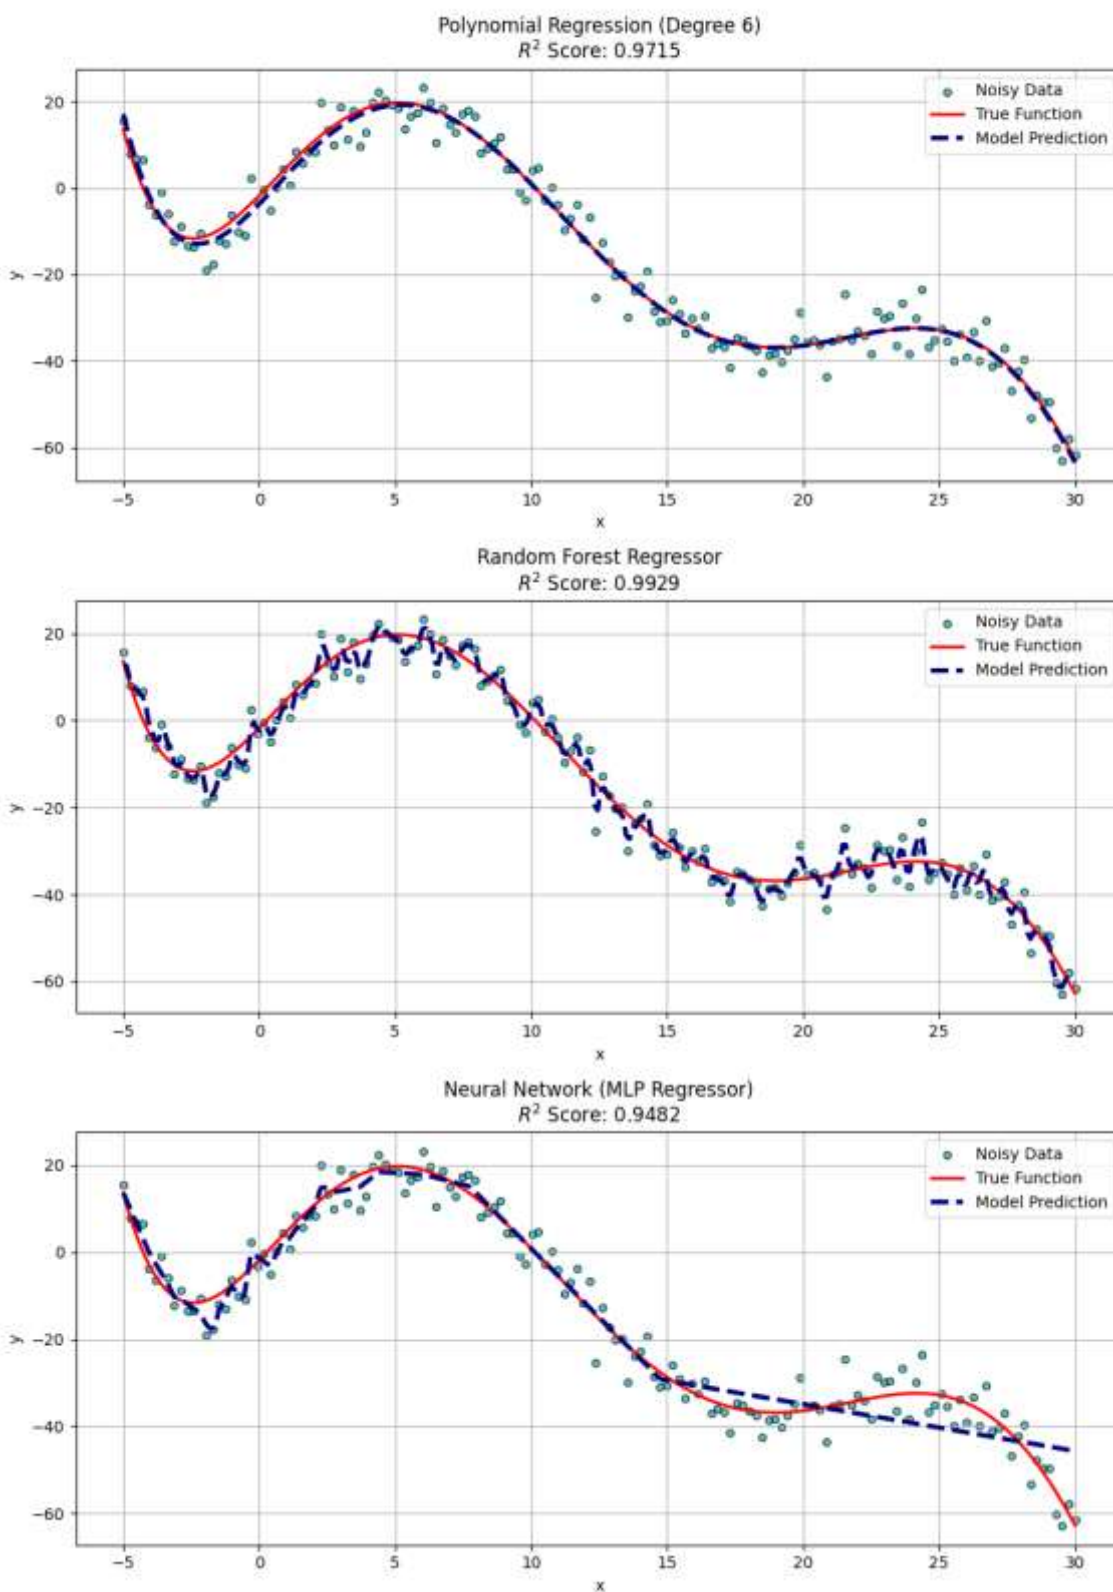 Polynomial Regression (Degree 6)
R² Score: 0.9715
Noisy Data
True Function
Model Prediction
20
0
−20
−40
−60
y
−5 0 5 10 15 20 25 30
x
Random Forest Regressor
R² Score: 0.9929
Noisy Data
True Function
Model Prediction
20
0
−20
−40
−60
y
−5 0 5 10 15 20 25 30
x
Neural Network (MLP Regressor)
R² Score: 0.9482
Noisy Data
True Function
Model Prediction
20
0
−20
−40
−60
y
−5 0 5 10 15 20 25 30
x